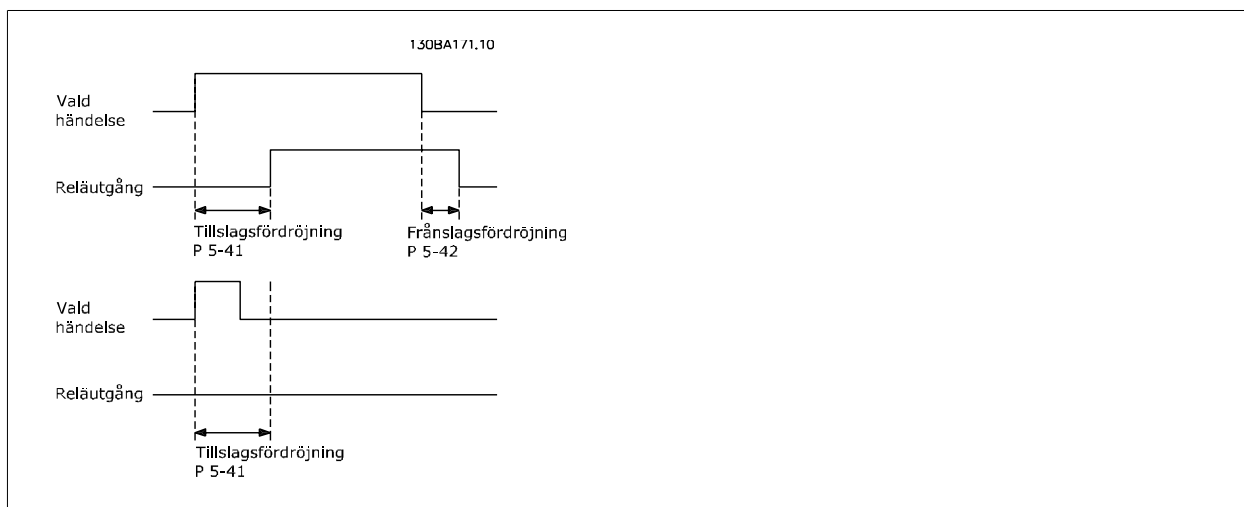 130BA171.10
Vald
händelse
Reläutgång
Tillslagsfördröjning
P 5-41
Frånslagsfördröjning
P 5-42
Vald
händelse
Reläutgång
Tillslagsfördröjning
P 5-41